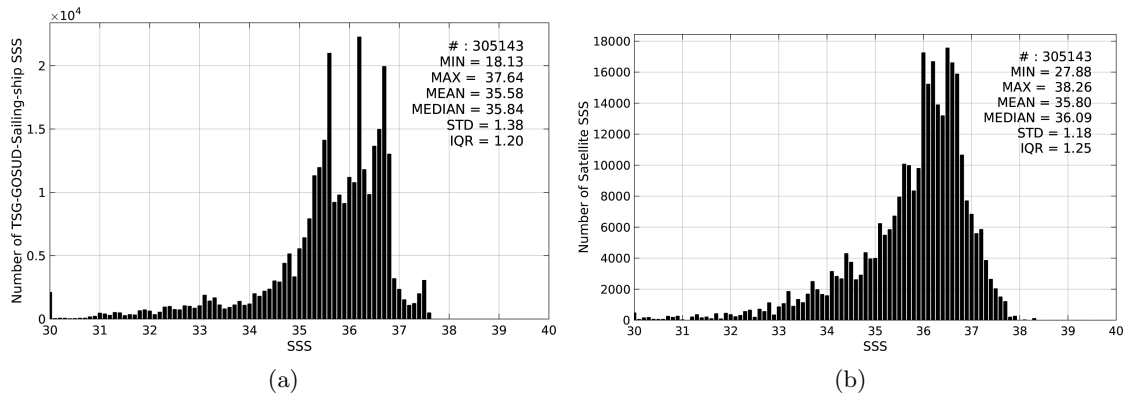 ×10⁴
Number of TSG-GOSUD-Sailing-ship SSS
2
1.5
1
0.5
0
# : 305143
MIN = 18.13
MAX = 37.64
MEAN = 35.58
MEDIAN = 35.84
STD = 1.38
IQR = 1.20
30 31 32 33 34 35 36 37 38 39 40
SSS
(a)
Number of Satellite SSS
18000
16000
14000
12000
10000
8000
6000
4000
2000
0
# : 305143
MIN = 27.88
MAX = 38.26
MEAN = 35.80
MEDIAN = 36.09
STD = 1.18
IQR = 1.25
30 31 32 33 34 35 36 37 38 39 40
SSS
(b)